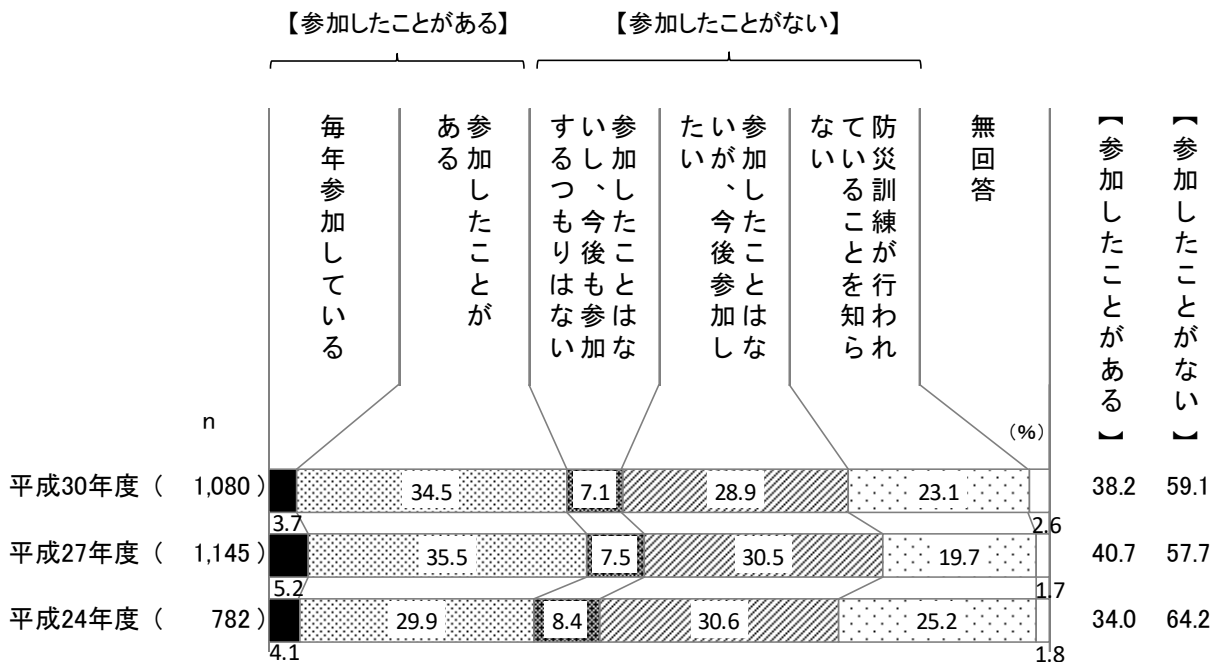 【参加したことがある】 【参加したことがない】
毎年参加している
参加したことが
ある
参加したことはな
いし、今後も参加
するつもりはない
参加したことはな
いが、今後参加し
たい
防災訓練が行われ
ていることを知ら
ない
無回答
【参加したことがある】
【参加したことがない】
n
(%)
平成30年度 ( 1,080 ) 34.5 7.1 28.9 23.1 38.2 59.1
3.7 2.6
平成27年度 ( 1,145 ) 35.5 7.5 30.5 19.7 40.7 57.7
5.2 1.7
平成24年度 ( 782 ) 29.9 8.4 30.6 25.2 34.0 64.2
4.1 1.8